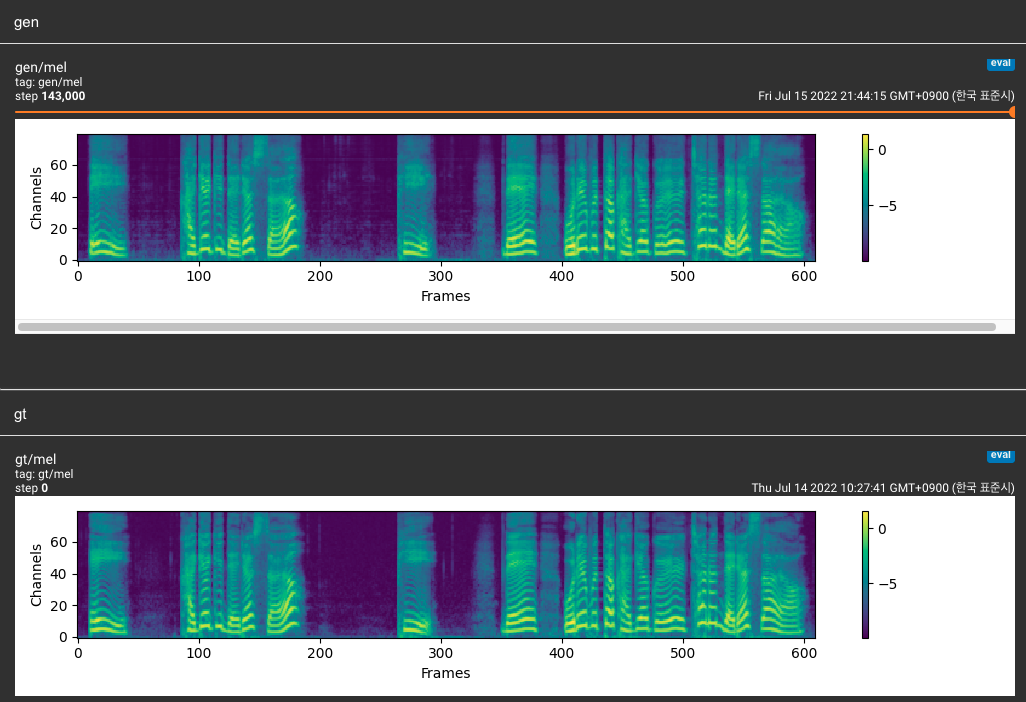 gen
gen/mel
eval
tag: gen/mel
step 143,000
Fri Jul 15 2022 21:44:15 GMT+0900 (한국 표준시)
Channels
60
40
20
0
0 100 200 300 400 500 600
Frames
0
−5
gt
gt/mel
eval
tag: gt/mel
step 0
Thu Jul 14 2022 10:27:41 GMT+0900 (한국 표준시)
Channels
60
40
20
0
0 100 200 300 400 500 600
Frames
0
−5